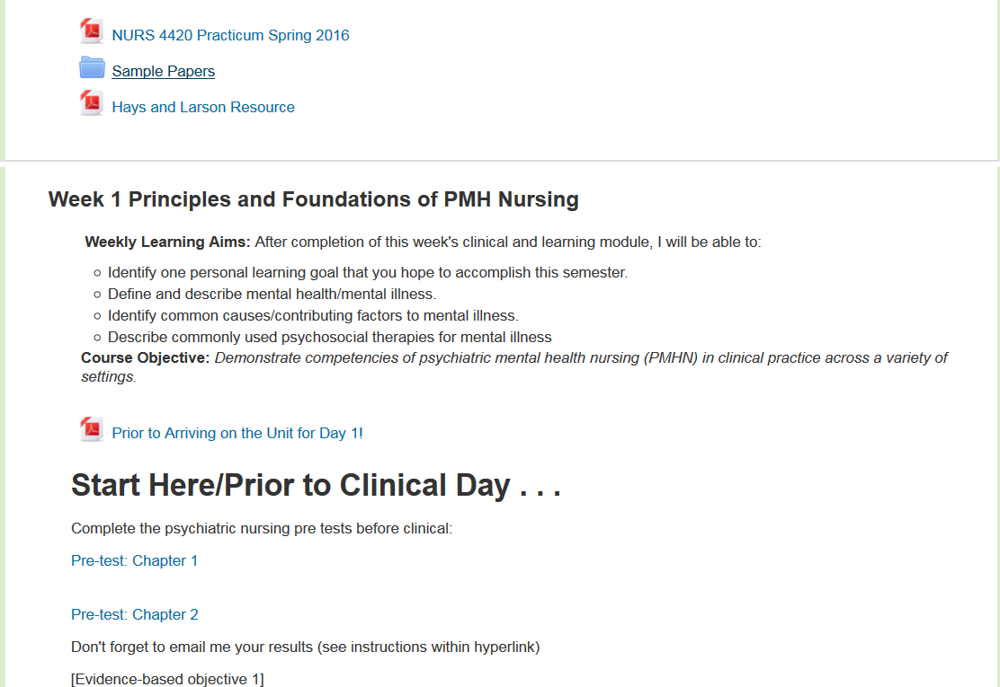 NURS 4420 Practicum Spring 2016
Sample Papers
Hays and Larson Resource
Week 1 Principles and Foundations of PMH Nursing
Weekly Learning Aims: After completion of this week's clinical and learning module, I will be able to:
Identify one personal learning goal that you hope to accomplish this semester.
Define and describe mental health/mental illness.
Identify common causes/contributing factors to mental illness.
Describe commonly used psychosocial therapies for mental illness
Course Objective: Demonstrate competencies of psychiatric mental health nursing (PMHN) in clinical practice across a variety of
settings.
Prior to Arriving on the Unit for Day 1!
Start Here/Prior to Clinical Day . . .
Complete the psychiatric nursing pre tests before clinical:
Pre-test: Chapter 1
Pre-test: Chapter 2
Don't forget to email me your results (see instructions within hyperlink)
[Evidence-based objective 1]